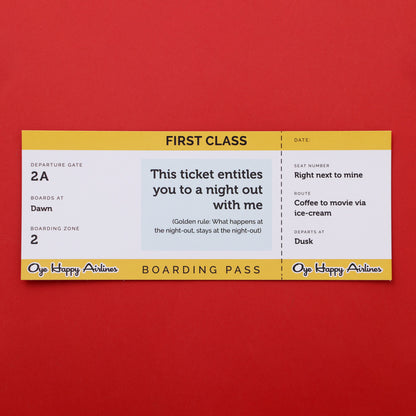 FIRST CLASS
DEPARTURE GATE
2A
BOARDS AT
Dawn
BOARDING ZONE
2
This ticket entitles
you to a night out
with me
(Golden rule: What happens at
the night-out, stays at the night-out)
Oye Happy Airlines
BOARDING PASS
DATE:
SEAT NUMBER
Right next to mine
ROUTE
Coffee to movie via
ice-cream
DEPARTS AT
Dusk
Oye Happy Airlines